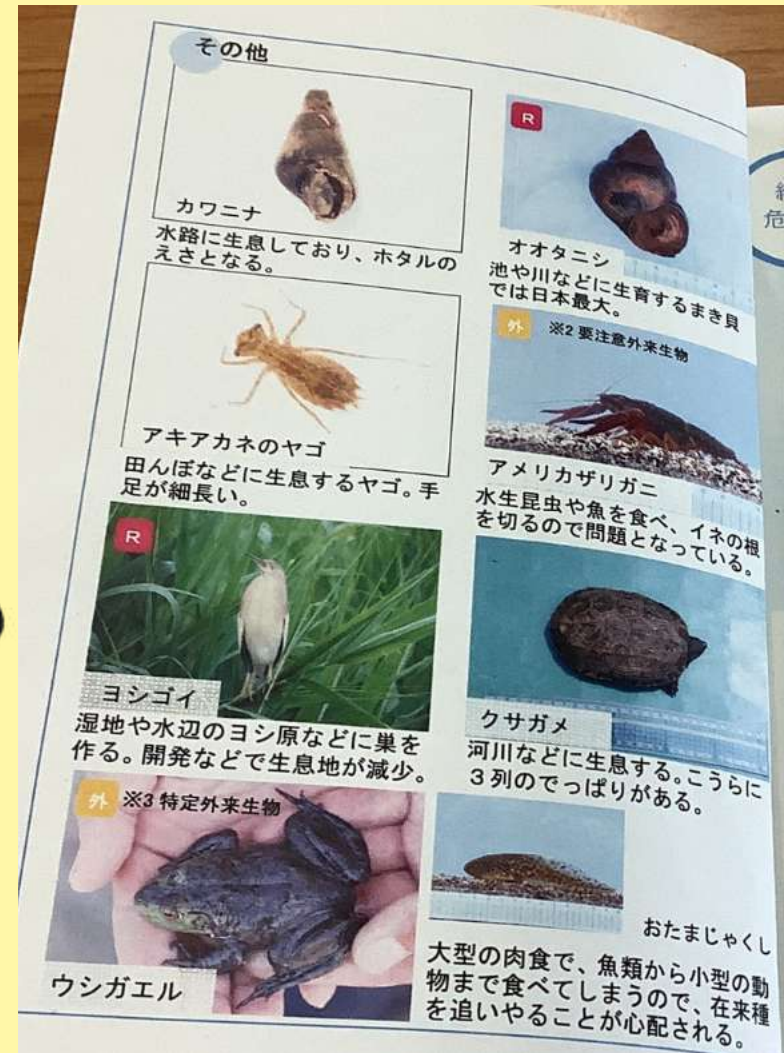 その他
カワニナ
水路に生息しており、ホタルの
えさとなる。
R
オオタニシ
池や川などに生育するまき貝
では日本最大。
アキアカネのヤゴ
田んぼなどに生息するヤゴ。手
足が細長い。
外 ※2 要注意外来生物
アメリカザリガニ
水生昆虫や魚を食べ、イネの根
を切るので問題となっている。
R
ヨシゴイ
湿地や水辺のヨシ原などに巣を
作る。開発などで生息地が減少。
クサガメ
河川などに生息する。こうらに
3列のでっぱりがある。
外 ※3 特定外来生物
ウシガエル
おたまじゃくし
大型の肉食で、魚類から小型の動
物まで食べてしまうので、在来種
を追いやることが心配される。
危